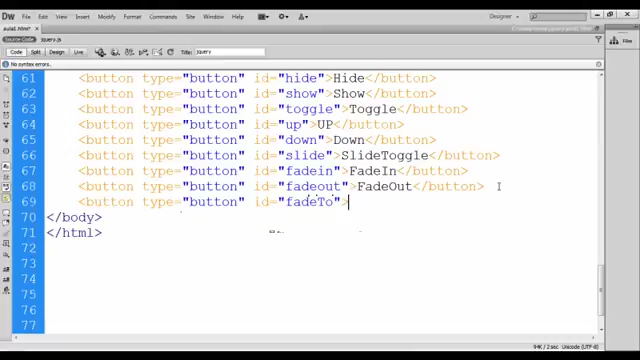 Dw File Edit View Insert Modify Format Commands Site Window Help Designer
aula1.html*
Source Code jquery.js
Code Split Design Live Title: jquery
No syntax errors.
61 <button type="button" id="hide">Hide</button>
62 <button type="button" id="show">Show</button>
63 <button type="button" id="toggle">Toggle</button>
64 <button type="button" id="up">UP</button>
65 <button type="button" id="down">Down</button>
66 <button type="button" id="slide">SlideToggle</button>
67 <button type="button" id="fadein">FadeIn</button>
68 <button type="button" id="fadeout">FadeOut</button>
69 <button type="button" id="fadeTo">
70 </body>
71 </html>
72
73
74
75
76
77
Files